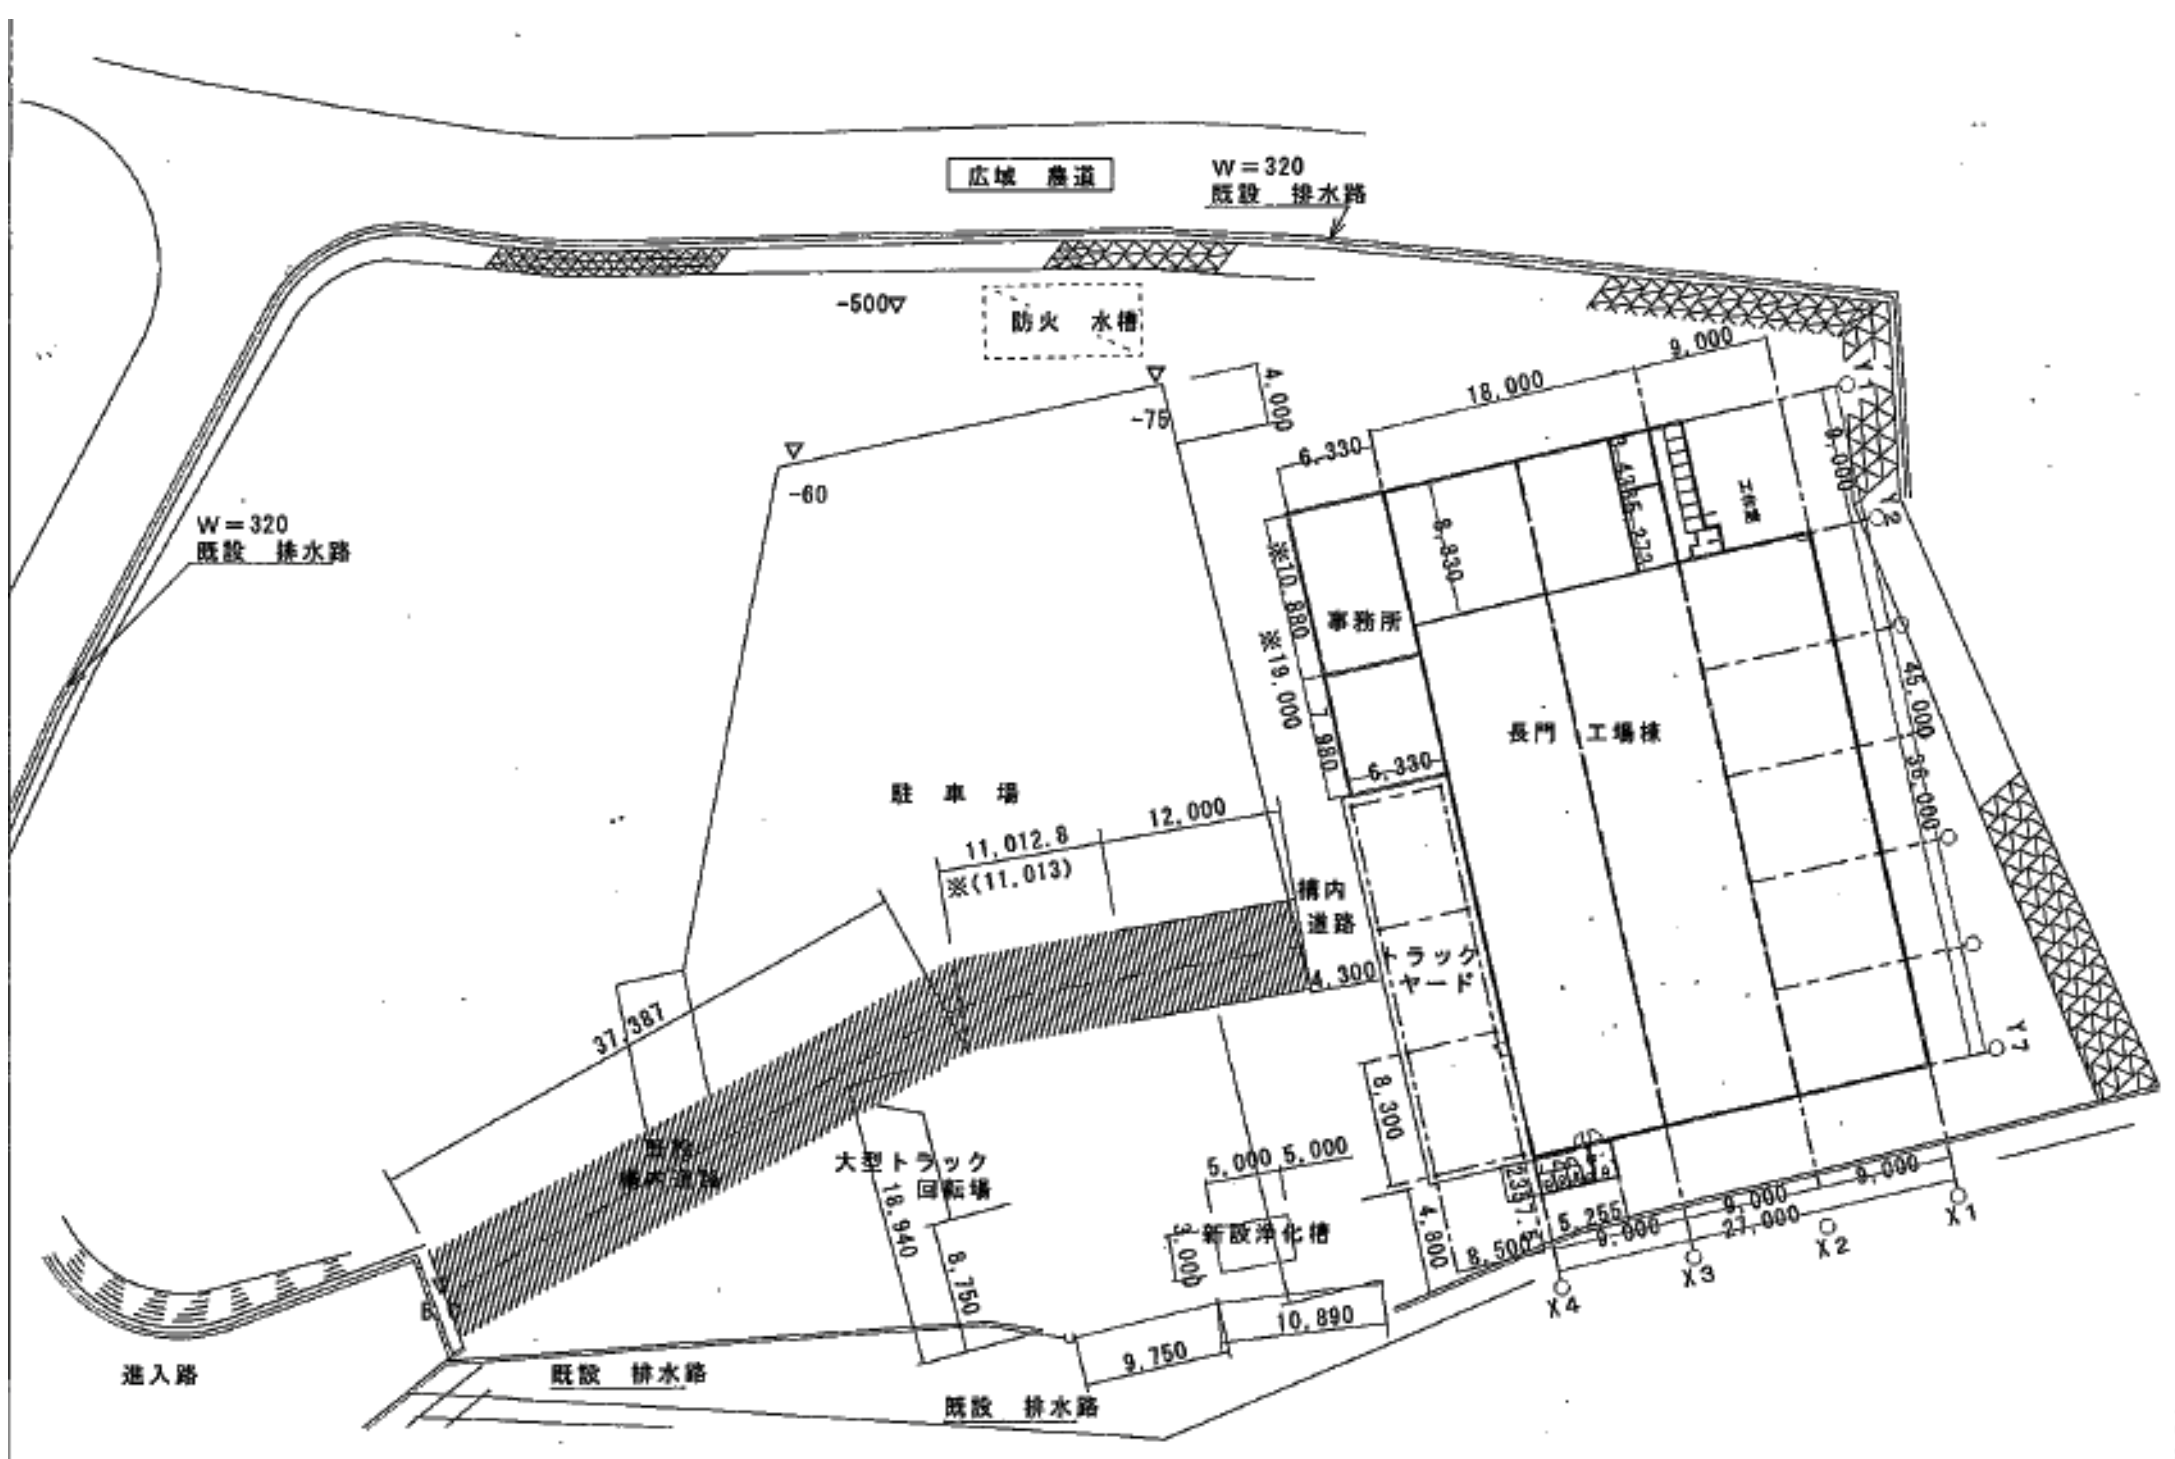 広域 農道
W=320
既設 排水路
-500▽
防火 水槽
▽
-75
▽
-60
4,000
9,000
18,000
6,330
Y
9,000
Y2
8,830
W=320
既設 排水路
※10,880
※19,000
事務所
7,980
6,330
長門 工場棟
45,000
36,000
駐 車 場
11,012.8
※(11,013)
12,000
構内
道路
トラック
ヤード
4,300
37,387
Y7
8,300
既設
構内道路
大型トラック
回転場
18,940
8,750
5,000
5,000
新設浄化槽
3,000
4,800
8,500
5,255
9,000
9,000
9,000
27,000
X1
X2
X3
X4
10,890
9,750
進入路
既設 排水路
既設 排水路